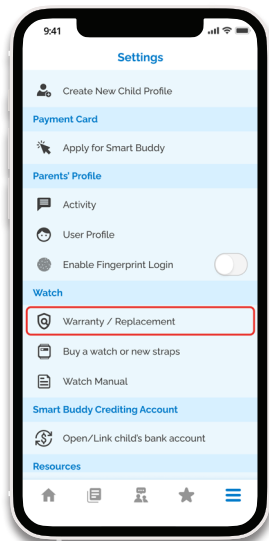 9:41
Settings
Create New Child Profile
Payment Card
Apply for Smart Buddy
Parents' Profile
Activity
User Profile
Enable Fingerprint Login
Watch
Warranty / Replacement
Buy a watch or new straps
Watch Manual
Smart Buddy Crediting Account
Open/Link child's bank account
Resources